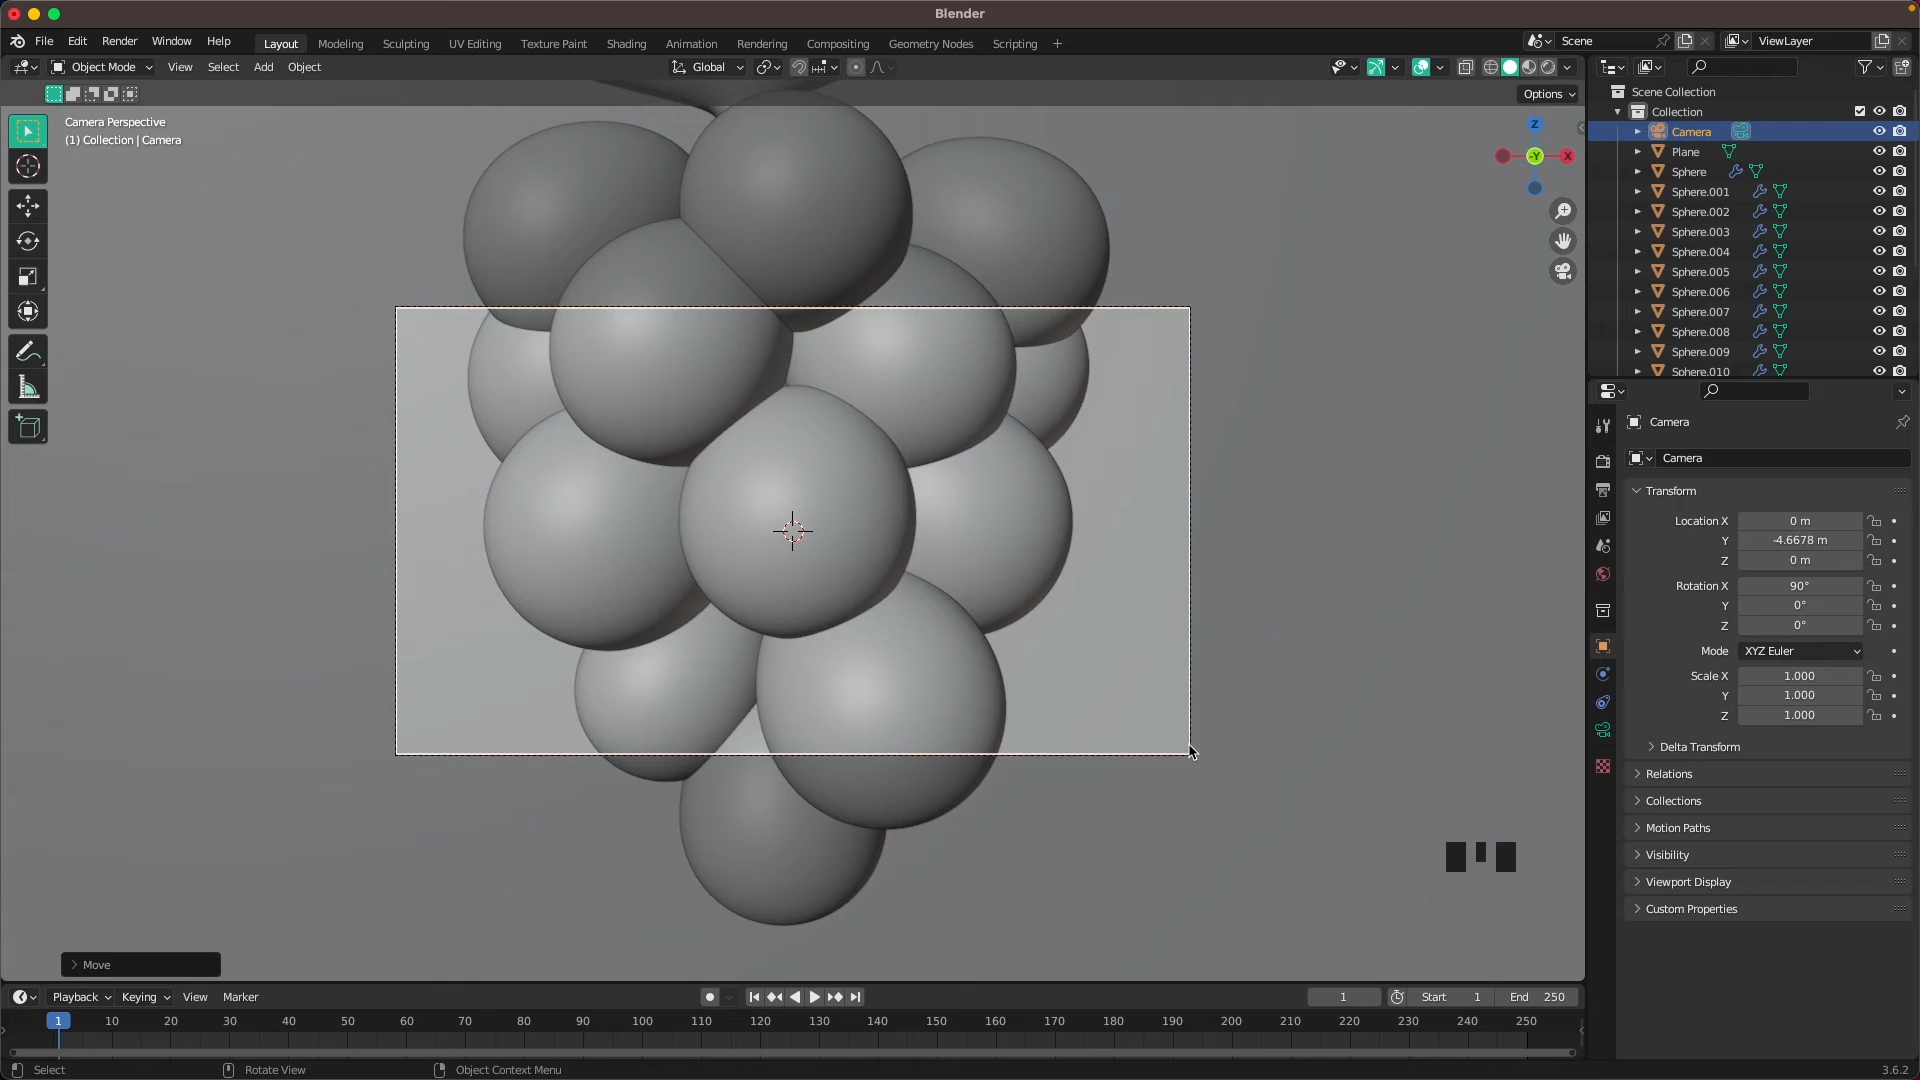 Blender
File Edit Render Window Help
Layout Modeling Sculpting UV Editing Texture Paint Shading Animation Rendering Compositing Geometry Nodes Scripting
Scene
ViewLayer
Object Mode View Select Add Object
Global
Options
Camera Perspective
(1) Collection | Camera
Z
-Y
X
Scene Collection
Collection
Camera
Plane
Sphere
Sphere.001
Sphere.002
Sphere.003
Sphere.004
Sphere.005
Sphere.006
Sphere.007
Sphere.008
Sphere.009
Sphere.010
Camera
Camera
Transform
Location X 0 m
Y -4.6678 m
Z 0 m
Rotation X 90°
Y 0°
Z 0°
Mode XYZ Euler
Scale X 1.000
Y 1.000
Z 1.000
Delta Transform
Relations
Collections
Motion Paths
Visibility
Viewport Display
Custom Properties
Move
Playback Keying View Marker
1 Start 1 End 250
1 10 20 30 40 50 60 70 80 90 100 110 120 130 140 150 160 170 180 190 200 210 220 230 240 250
Select Rotate View Object Context Menu
3.6.2